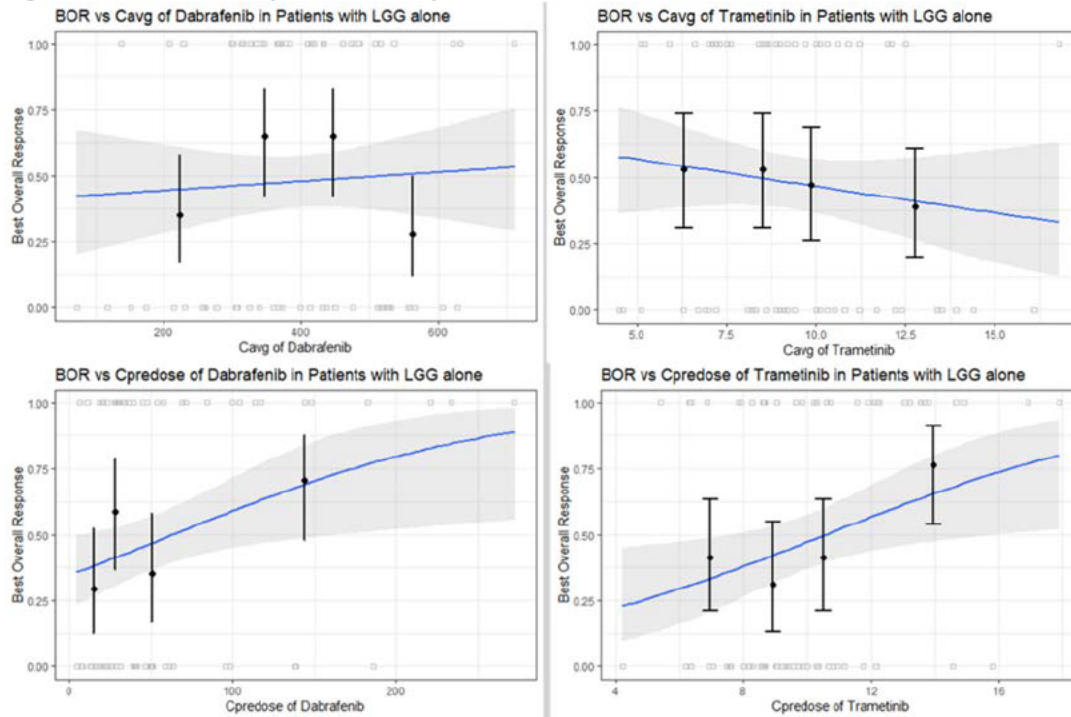 BOR vs Cavg of Dabrafenib in Patients with LGG alone
1.00
0.75
0.50
0.25
0.00
Best Overall Response
200
400
600
Cavg of Dabrafenib
BOR vs Cavg of Trametinib in Patients with LGG alone
1.00
0.75
0.50
0.25
0.00
Best Overall Response
5.0
7.5
10.0
12.5
15.0
Cavg of Trametinib
BOR vs Cpredose of Dabrafenib in Patients with LGG alone
1.00
0.75
0.50
0.25
0.00
Best Overall Response
0
100
200
Cpredose of Dabrafenib
BOR vs Cpredose of Trametinib in Patients with LGG alone
1.00
0.75
0.50
0.25
0.00
Best Overall Response
4
8
12
16
Cpredose of Trametinib